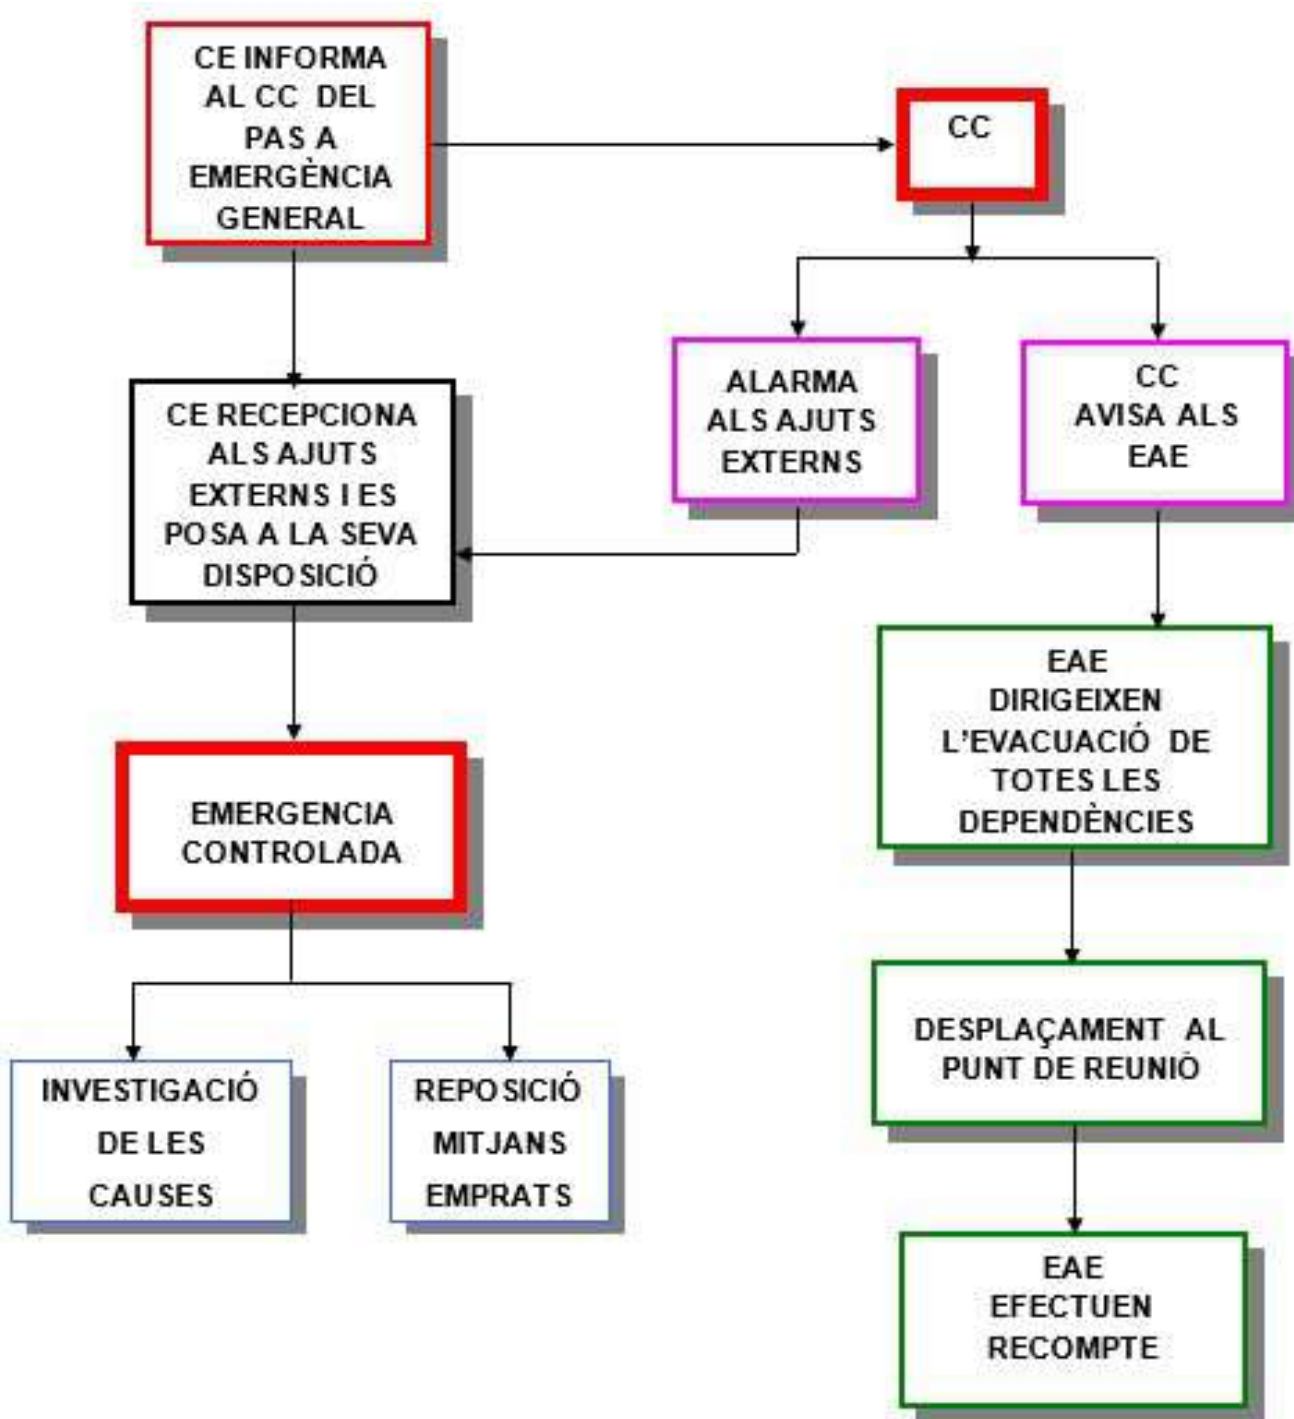 CE INFORMA
AL CC DEL
PAS A
EMERGÈNCIA
GENERAL
CC
ALARMA
ALS AJUTS
EXTERNS
CC
AVISA ALS
EAE
CE RECEPCIONA
ALS AJUTS
EXTERNS I ES
POSA A LA SEVA
DISPOSICIÓ
EAE
DIRIGEIXEN
L'EVACUACIÓ DE
TOTES LES
DEPENDÈNCIES
EMERGENCIA
CONTROLADA
DESPLAÇAMENT AL
PUNT DE REUNIÓ
INVESTIGACIÓ
DE LES
CAUSES
REPOSICIÓ
MITJANS
EMPRATS
EAE
EFECTUEN
RECOMPTE